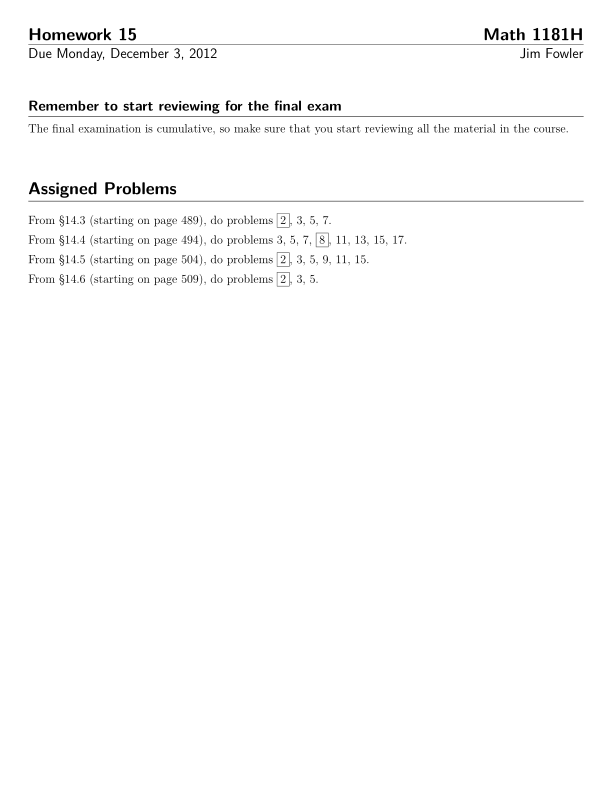 Homework 15 Math 1181H
Due Monday, December 3, 2012 Jim Fowler
Remember to start reviewing for the final exam
The final examination is cumulative, so make sure that you start reviewing all the material in the course.
Assigned Problems
From §14.3 (starting on page 489), do problems 2, 3, 5, 7.
From §14.4 (starting on page 494), do problems 3, 5, 7, 8, 11, 13, 15, 17.
From §14.5 (starting on page 504), do problems 2, 3, 5, 9, 11, 15.
From §14.6 (starting on page 509), do problems 2, 3, 5.